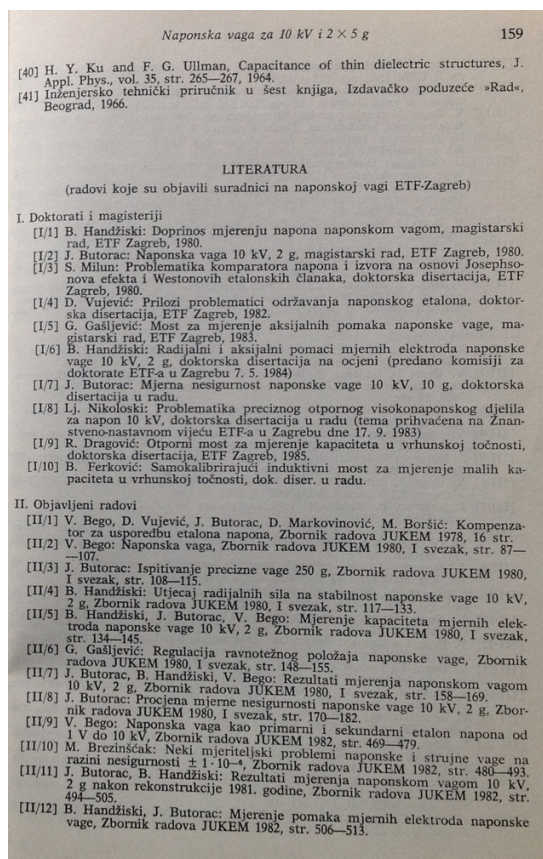 Naponska vaga za 10 kV i 2 × 5 g 159
[40] H. Y. Ku and F. G. Ullman, Capacitance of thin dielectric structures, J.
Appl. Phys., vol. 35, str. 265—267, 1964.
[41] Inženjersko tehnički priručnik u šest knjiga, Izdavačko poduzeće »Rad«,
Beograd, 1966.
LITERATURA
(radovi koje su objavili suradnici na naponskoj vagi ETF-Zagreb)
I. Doktorati i magisteriji
[I/1] B. Handžiski: Doprinos mjerenju napona naponskom vagom, magistarski
rad, ETF Zagreb, 1980.
[I/2] J. Butorac: Naponska vaga 10 kV, 2 g, magistarski rad, ETF Zagreb, 1980.
[I/3] S. Milun: Problematika komparatora napona i izvora na osnovi Josephso-
nova efekta i Westonovih etalonskih članaka, doktorska disertacija, ETF
Zagreb, 1980.
[I/4] D. Vujević: Prilozi problematici održavanja naponskog etalona, doktor-
ska disertacija, ETF Zagreb, 1982.
[I/5] G. Gašljević: Most za mjerenje aksijalnih pomaka naponske vage, ma-
gistarski rad, ETF Zagreb, 1983.
[I/6] B. Handžiski: Radijalni i aksijalni pomaci mjernih elektroda naponske
vage 10 kV, 2 g, doktorska disertacija na ocjeni (predano komisiji za
doktorate ETF-a u Zagrebu 7. 5. 1984)
[I/7] J. Butorac: Mjerna nesigurnost naponske vage 10 kV, 10 g, doktorska
disertacija u radu.
[I/8] Lj. Nikoloski: Problematika preciznog otpornog visokonaponskog djelila
za napon 10 kV, doktorska disertacija u radu (tema prihvaćena na Znan-
stveno-nastavnom vijeću ETF-a u Zagrebu dne 17. 9. 1983)
[I/9] R. Dragović: Otporni most za mjerenje kapaciteta u vrhunskoj točnosti,
doktorska disertacija, ETF Zagreb, 1985.
[I/10] B. Ferković: Samokalibrirajući induktivni most za mjerenje malih ka-
paciteta u vrhunskoj točnosti, dok. diser. u radu.
II. Objavljeni radovi
[II/1] V. Bego, D. Vujević, J. Butorac, D. Markovinović, M. Boršić: Kompenza-
tor za usporedbu etalona napona, Zbornik radova JUKEM 1978, 16 str.
[II/2] V. Bego: Naponska vaga, Zbornik radova JUKEM 1980, I svezak, str. 87—
—107.
[II/3] J. Butorac: Ispitivanje precizne vage 250 g, Zbornik radova JUKEM 1980,
I svezak, str. 108—115.
[II/4] B. Handžiski: Utjecaj radijalnih sila na stabilnost naponske vage 10 kV,
2 g, Zbornik radova JUKEM 1980, I svezak, str. 117—133.
[II/5] B. Handžiski, J. Butorac, V. Bego: Mjerenje kapaciteta mjernih elek-
troda naponske vage 10 kV, 2 g, Zbornik radova JUKEM 1980, I svezak,
str. 134—145.
[II/6] G. Gašljević: Regulacija ravnotežnog položaja naponske vage, Zbornik
radova JUKEM 1980, I svezak, str. 148—155.
[II/7] J. Butorac, B. Handžiski, V. Bego: Rezultati mjerenja naponskom vagom
10 kV, 2 g, Zbornik radova JUKEM 1980, I svezak, str. 158—169.
[II/8] J. Butorac: Procjena mjerne nesigurnosti naponske vage 10 kV, 2 g, Zbor-
nik radova JUKEM 1980, I svezak, str. 170—182.
[II/9] V. Bego: Naponska vaga kao primarni i sekundarni etalon napona od
1 V do 10 kV, Zbornik radova JUKEM 1982, str. 469—479.
[II/10] M. Brezinšćak: Neki mjeriteljski problemi naponske i strujne vage na
razini nesigurnosti ± 1 · 10⁻⁶, Zbornik radova JUKEM 1982, str. 480—493.
[II/11] J. Butorac, B. Handžiski: Rezultati mjerenja naponskom vagom 10 kV,
2 g nakon rekonstrukcije 1981. godine, Zbornik radova JUKEM 1982, str.
494—505.
[II/12] B. Handžiski, J. Butorac: Mjerenje pomaka mjernih elektroda naponske
vage, Zbornik radova JUKEM 1982, str. 506—513.